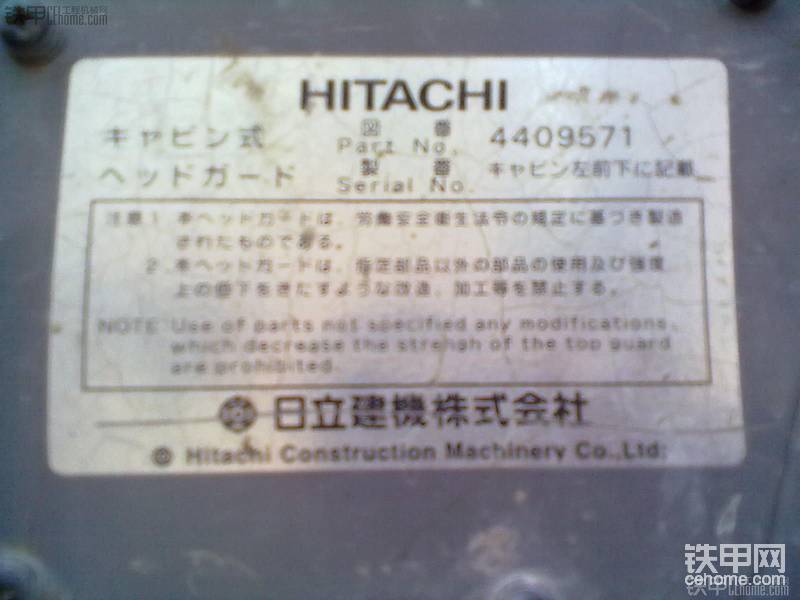 铁甲 工程机械网
cehome.com
HITACHI
キャビン式 図番 Part No. 4409571
ヘッドガード 製番 Serial No. キャビン左前下に記載
注意1 本ヘッドガードは、労働安全衛生法令の規定に基づき製造
されたものである。
2 本ヘッドガードは、指定部品以外の部品の使用及び強度
上の低下をきたすような改造、加工等を禁止する。
NOTE Use of parts not specified any modifications,
which decrease the strengh of the top guard
are prohibited.
日立建機株式会社
Hitachi Construction Machinery Co.,Ltd.
铁甲网
cehome.com